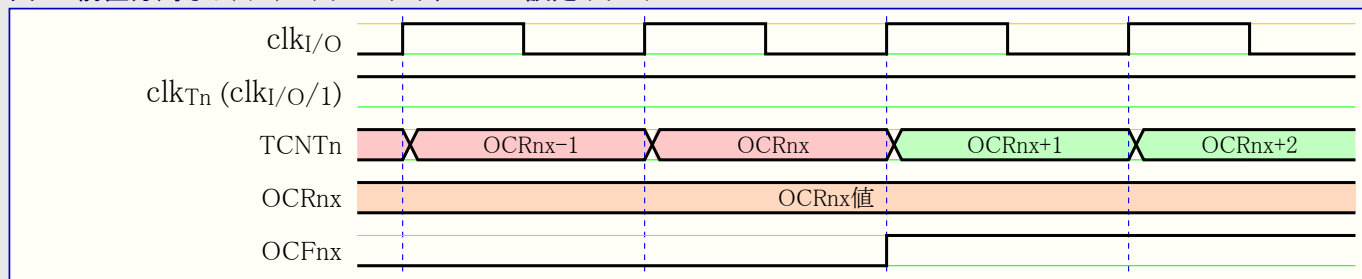 clkI/O
clkTn (clkI/O/1)
TCNTn OCRnx-1 OCRnx OCRnx+1 OCRnx+2
OCRnx OCRnx値
OCFnx